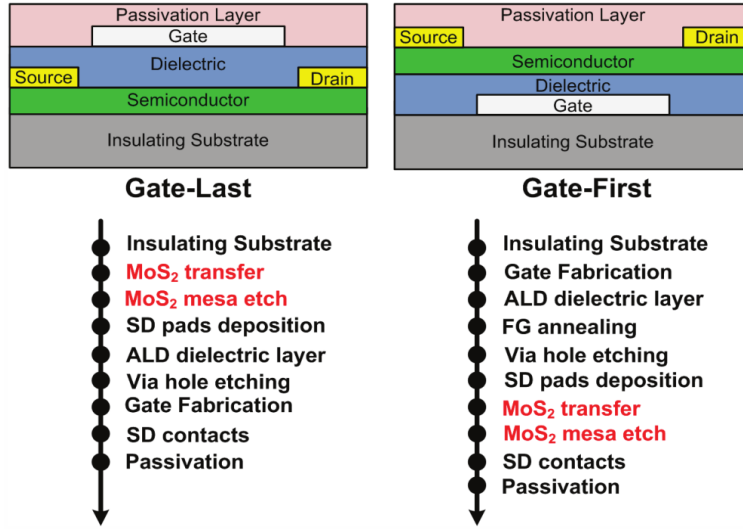 Passivation Layer
Gate
Dielectric
Source
Drain
Semiconductor
Insulating Substrate
Gate-Last
Insulating Substrate
MoS₂ transfer
MoS₂ mesa etch
SD pads deposition
ALD dielectric layer
Via hole etching
Gate Fabrication
SD contacts
Passivation
Passivation Layer
Source
Drain
Semiconductor
Dielectric
Gate
Insulating Substrate
Gate-First
Insulating Substrate
Gate Fabrication
ALD dielectric layer
FG annealing
Via hole etching
SD pads deposition
MoS₂ transfer
MoS₂ mesa etch
SD contacts
Passivation